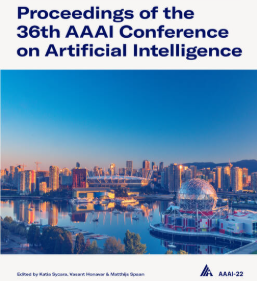 Proceedings of the
36th AAAI Conference
on Artificial Intelligence
Edited by Katia Sycara, Vasant Honavar & Matthijs Spaan
AAAI-22